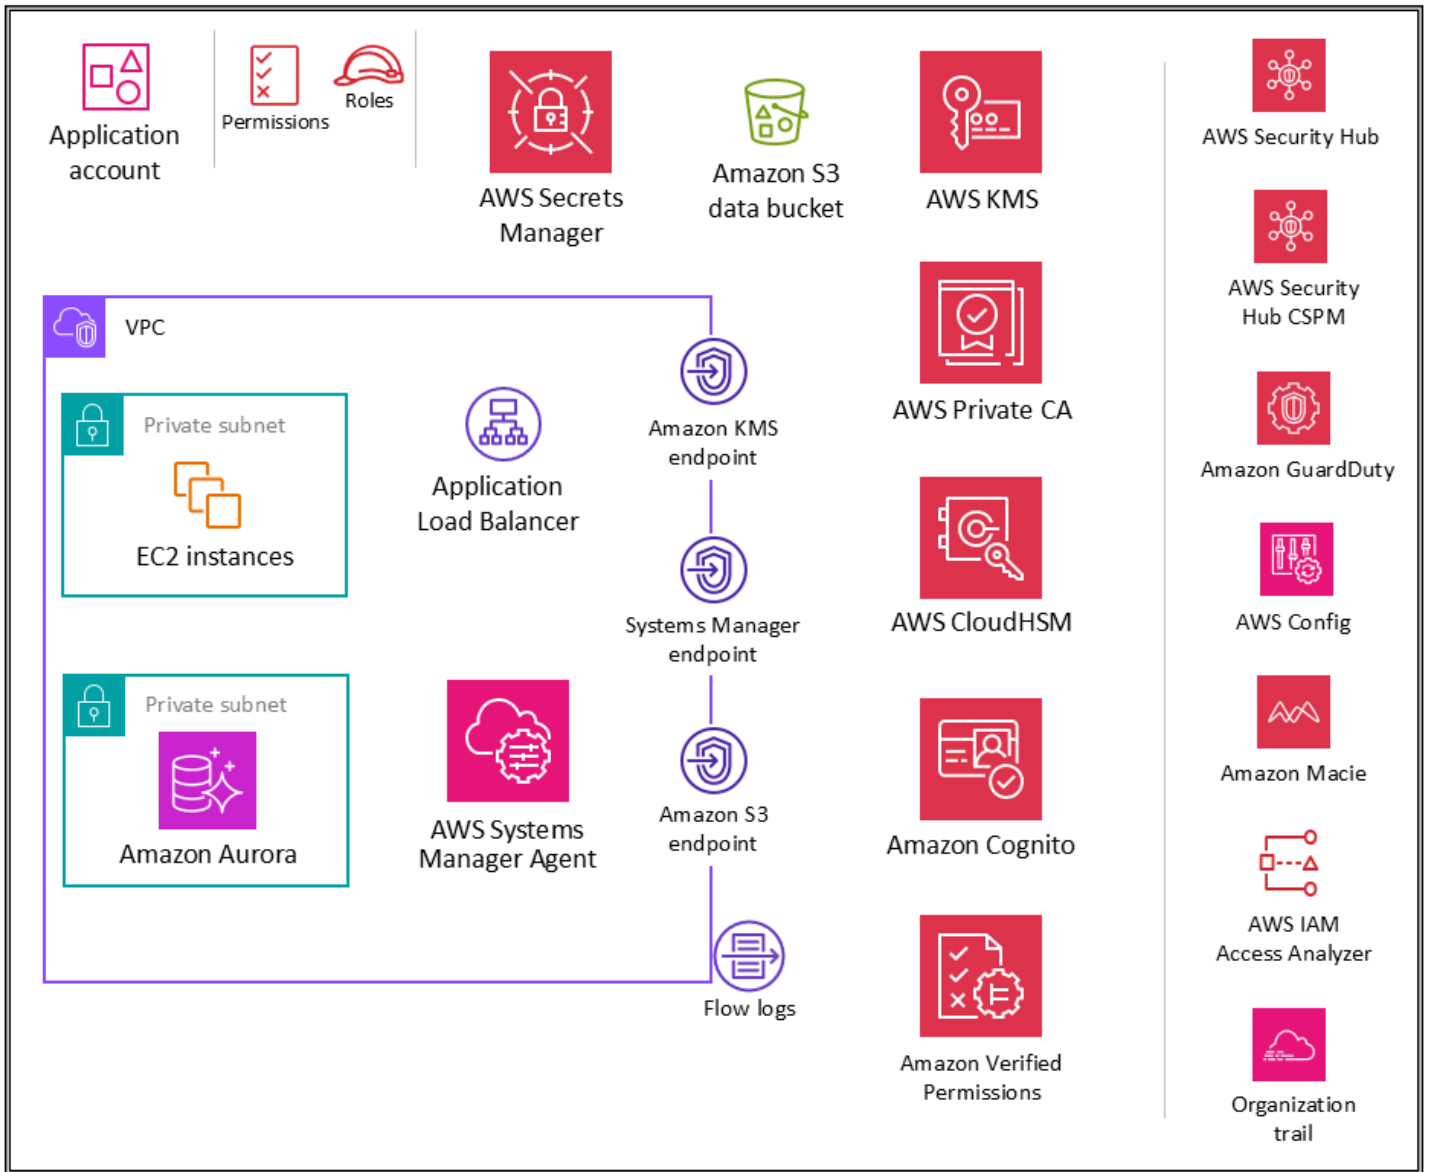 Application
account
Permissions
Roles
AWS Secrets
Manager
Amazon S3
data bucket
AWS KMS
AWS Security Hub
AWS Security
Hub CSPM
VPC
Private subnet
EC2 instances
Application
Load Balancer
Amazon KMS
endpoint
AWS Private CA
Amazon GuardDuty
Systems Manager
endpoint
AWS CloudHSM
AWS Config
Private subnet
Amazon Aurora
AWS Systems
Manager Agent
Amazon S3
endpoint
Amazon Cognito
Amazon Macie
Flow logs
AWS IAM
Access Analyzer
Amazon Verified
Permissions
Organization
trail